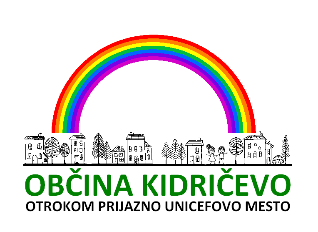 OBČINA KIDRIČEVO
OTROKOM PRIJAZNO UNICEFOVO MESTO